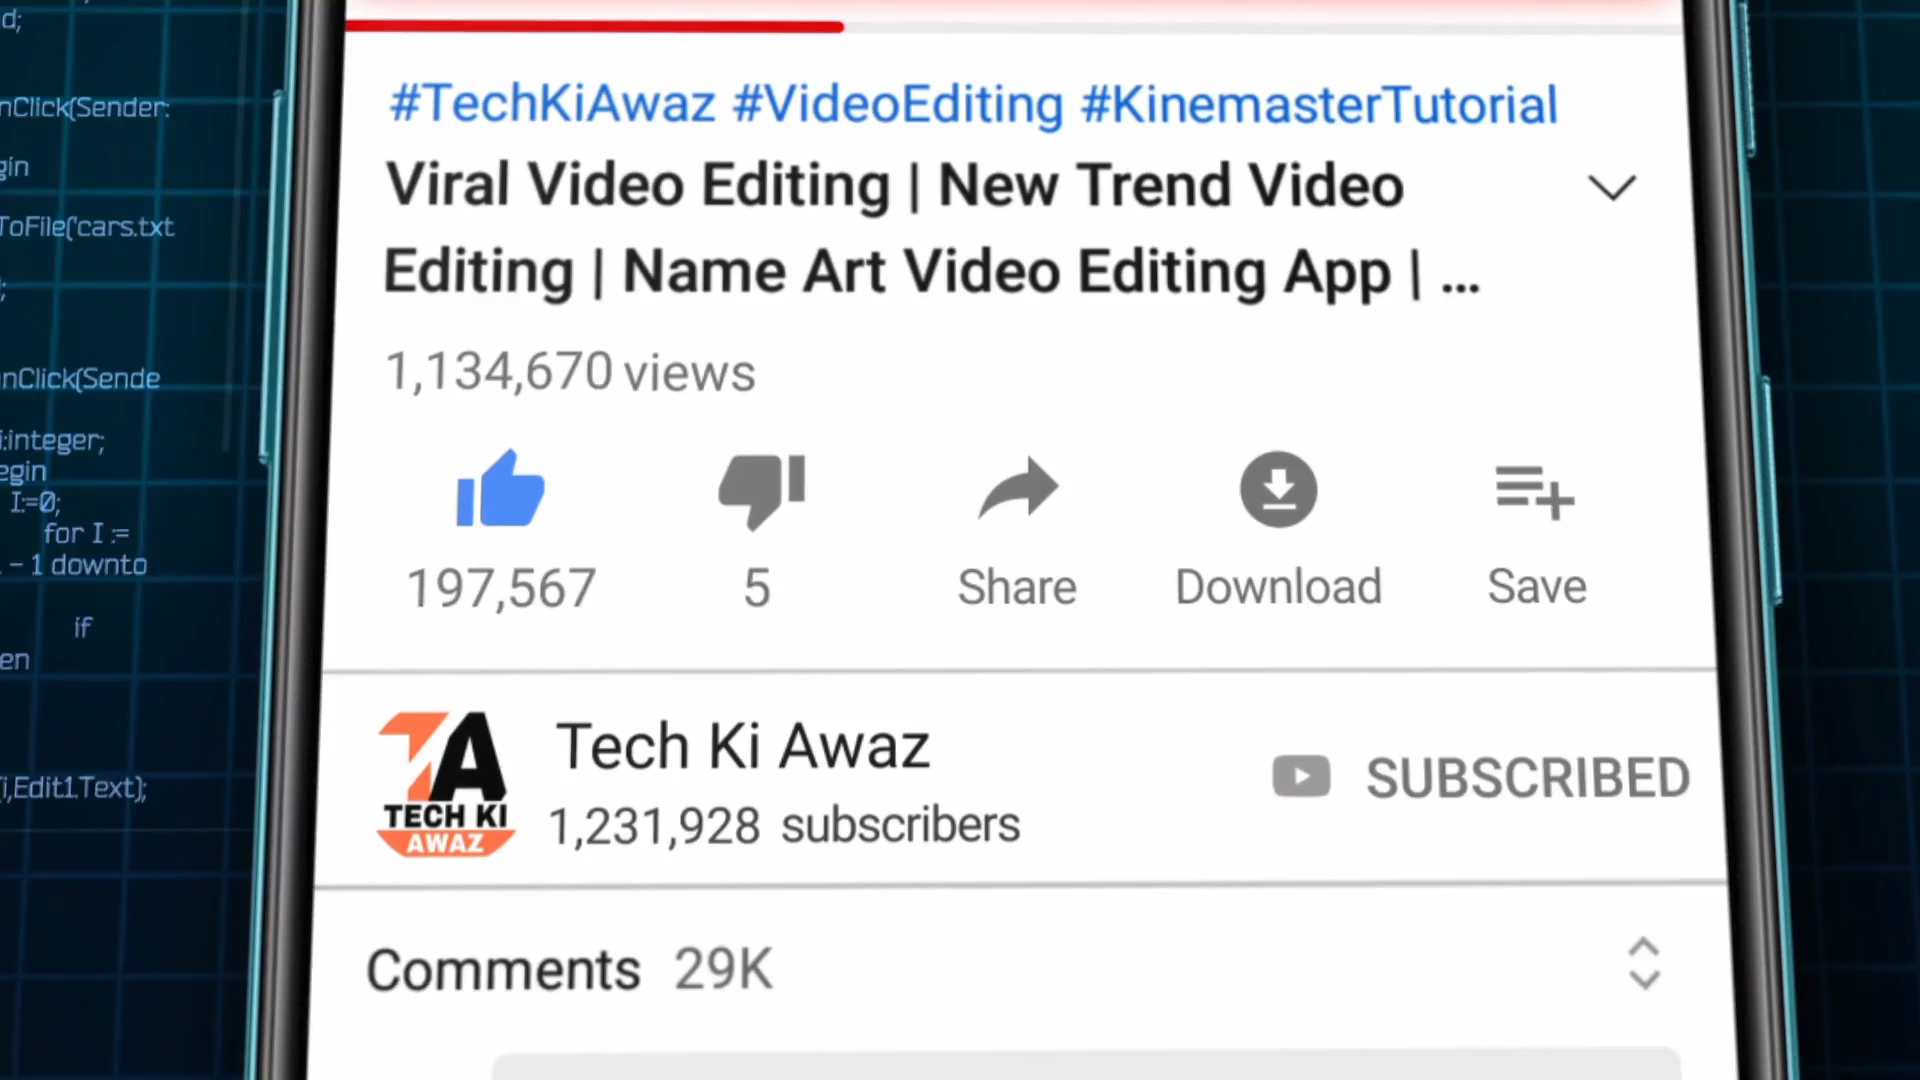 d;
nClick(Sender:
gin
ToFile('cars.txt
;
nClick(Sende
i:integer;
egin
I:=0;
for I :=
- 1 downto
if
en
i,Edit1.Text);
#TechKiAwaz #VideoEditing #KinemasterTutorial
Viral Video Editing | New Trend Video
Editing | Name Art Video Editing App | ...
1,134,670 views
197,567
5
Share
Download
Save
TA
TECH KI
AWAZ
Tech Ki Awaz
1,231,928 subscribers
SUBSCRIBED
Comments 29K